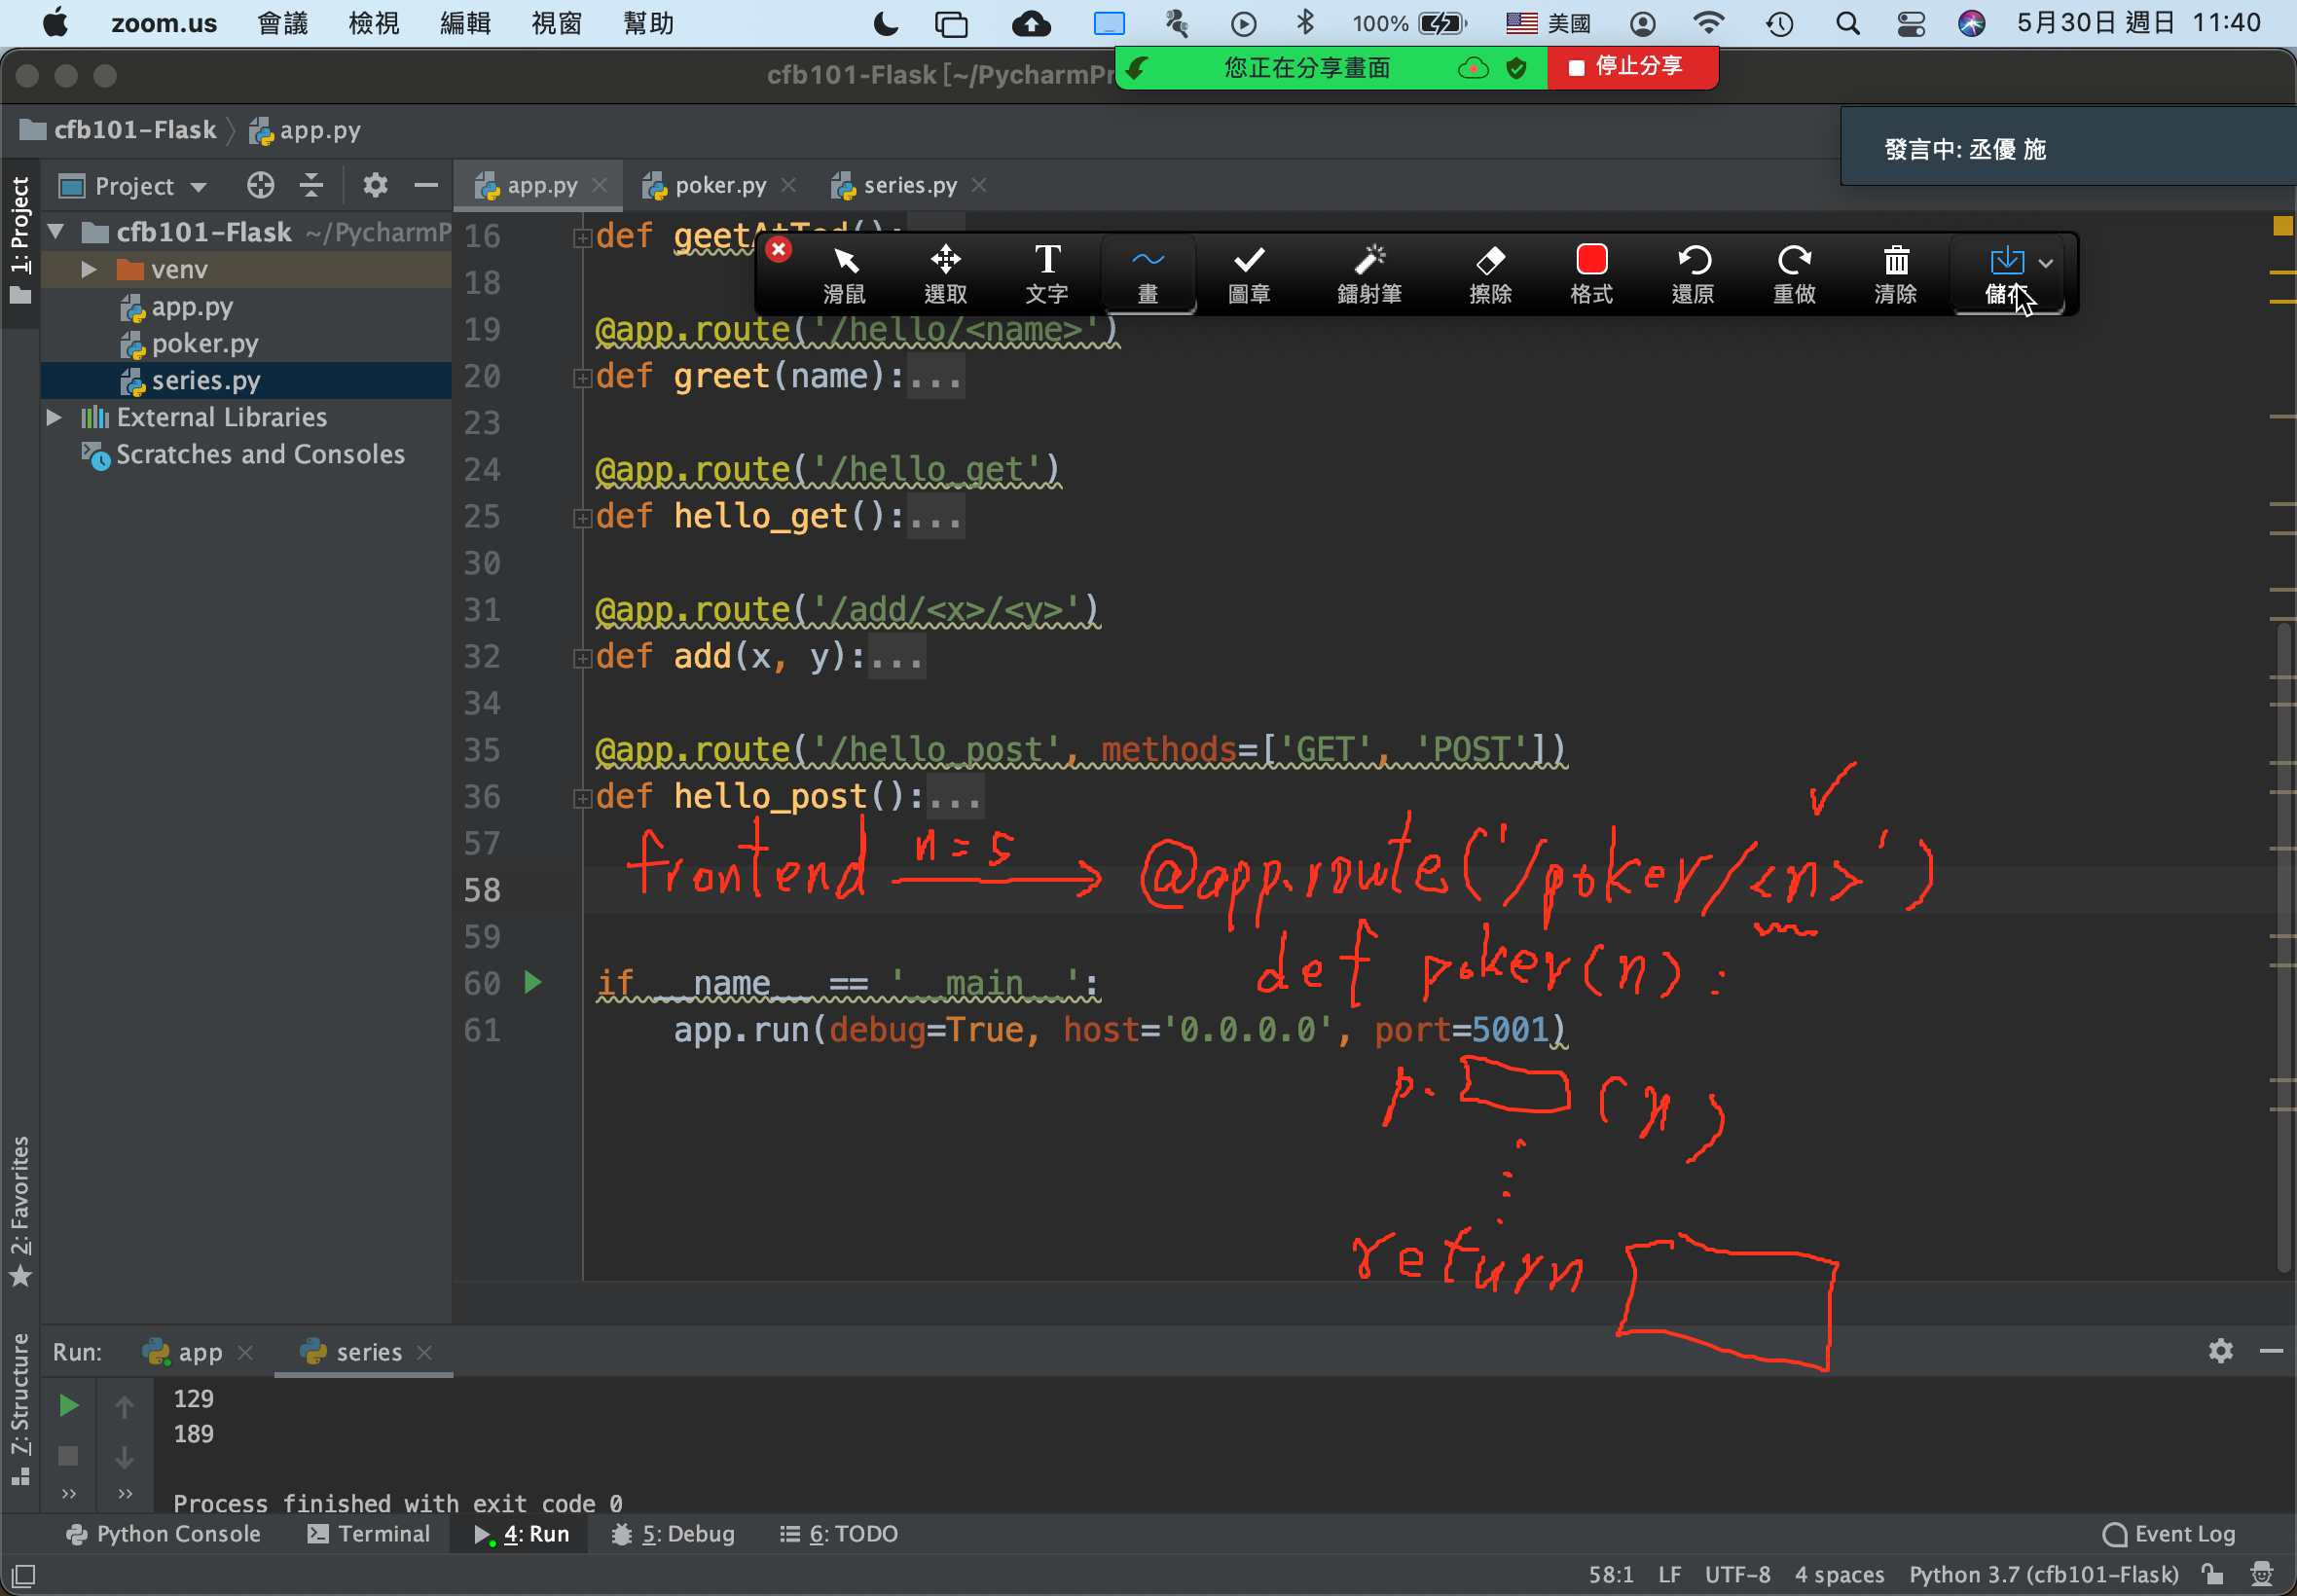 zoom.us 會議 檢視 編輯 視窗 幫助 100% 美國 5月30日 週日 11:40
cfb101-Flask [~/PycharmPr
您正在分享畫面 停止分享
cfb101-Flask app.py
發言中: 丞優 施
1: Project
Project
app.py poker.py series.py
cfb101-Flask ~/PycharmP
venv
app.py
poker.py
series.py
External Libraries
Scratches and Consoles
滑鼠 選取 文字 畫 圖章 鐳射筆 擦除 格式 還原 重做 清除 儲存
16 def geetAtTod():
18
19 @app.route('/hello/<name>')
20 def greet(name):...
23
24 @app.route('/hello_get')
25 def hello_get():...
30
31 @app.route('/add/<x>/<y>')
32 def add(x, y):...
34
35 @app.route('/hello_post', methods=['GET', 'POST'])
36 def hello_post():...
57
58
59
60 if __name__ == '__main__':
61 app.run(debug=True, host='0.0.0.0', port=5001)
frontend n=5 @app.route('/poker/<n>')
def poker(n):
p. (n)
return
2: Favorites
7: Structure
Run: app series
129
189
Process finished with exit code 0
Python Console Terminal 4: Run 5: Debug 6: TODO Event Log
58:1 LF UTF-8 4 spaces Python 3.7 (cfb101-Flask)